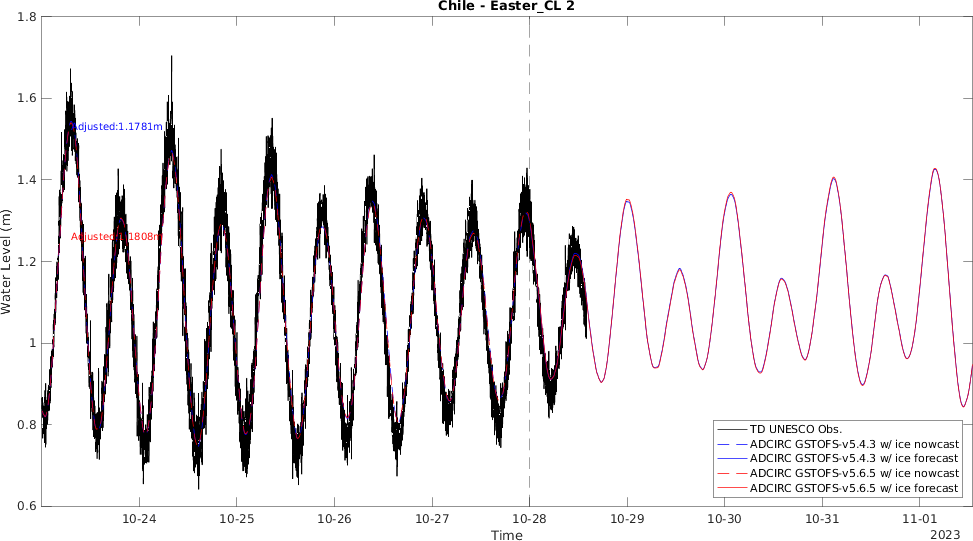 Chile - Easter_CL 2
Water Level (m)
1.8
1.6
1.4
1.2
1
0.8
0.6
Adjusted:1.1781m
Adjusted:1.1808m
TD UNESCO Obs.
ADCIRC GSTOFS-v5.4.3 w/ ice nowcast
ADCIRC GSTOFS-v5.4.3 w/ ice forecast
ADCIRC GSTOFS-v5.6.5 w/ ice nowcast
ADCIRC GSTOFS-v5.6.5 w/ ice forecast
10-24 10-25 10-26 10-27 10-28 10-29 10-30 10-31 11-01
Time
2023